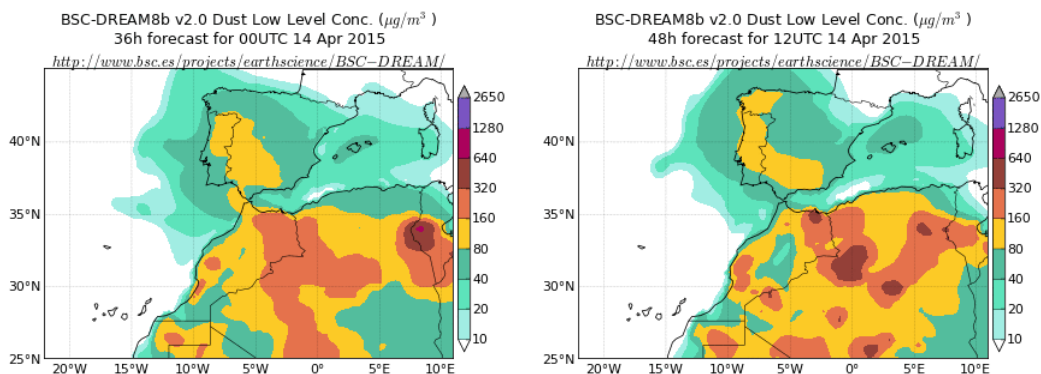 BSC-DREAM8b v2.0 Dust Low Level Conc. (μg/m³ )
36h forecast for 00UTC 14 Apr 2015
http://www.bsc.es/projects/earthscience/BSC−DREAM/
40°N
35°N
30°N
25°N
20°W 15°W 10°W 5°W 0° 5°E 10°E
2650
1280
640
320
160
80
40
20
10
BSC-DREAM8b v2.0 Dust Low Level Conc. (μg/m³ )
48h forecast for 12UTC 14 Apr 2015
http://www.bsc.es/projects/earthscience/BSC−DREAM/
40°N
35°N
30°N
25°N
20°W 15°W 10°W 5°W 0° 5°E 10°E
2650
1280
640
320
160
80
40
20
10